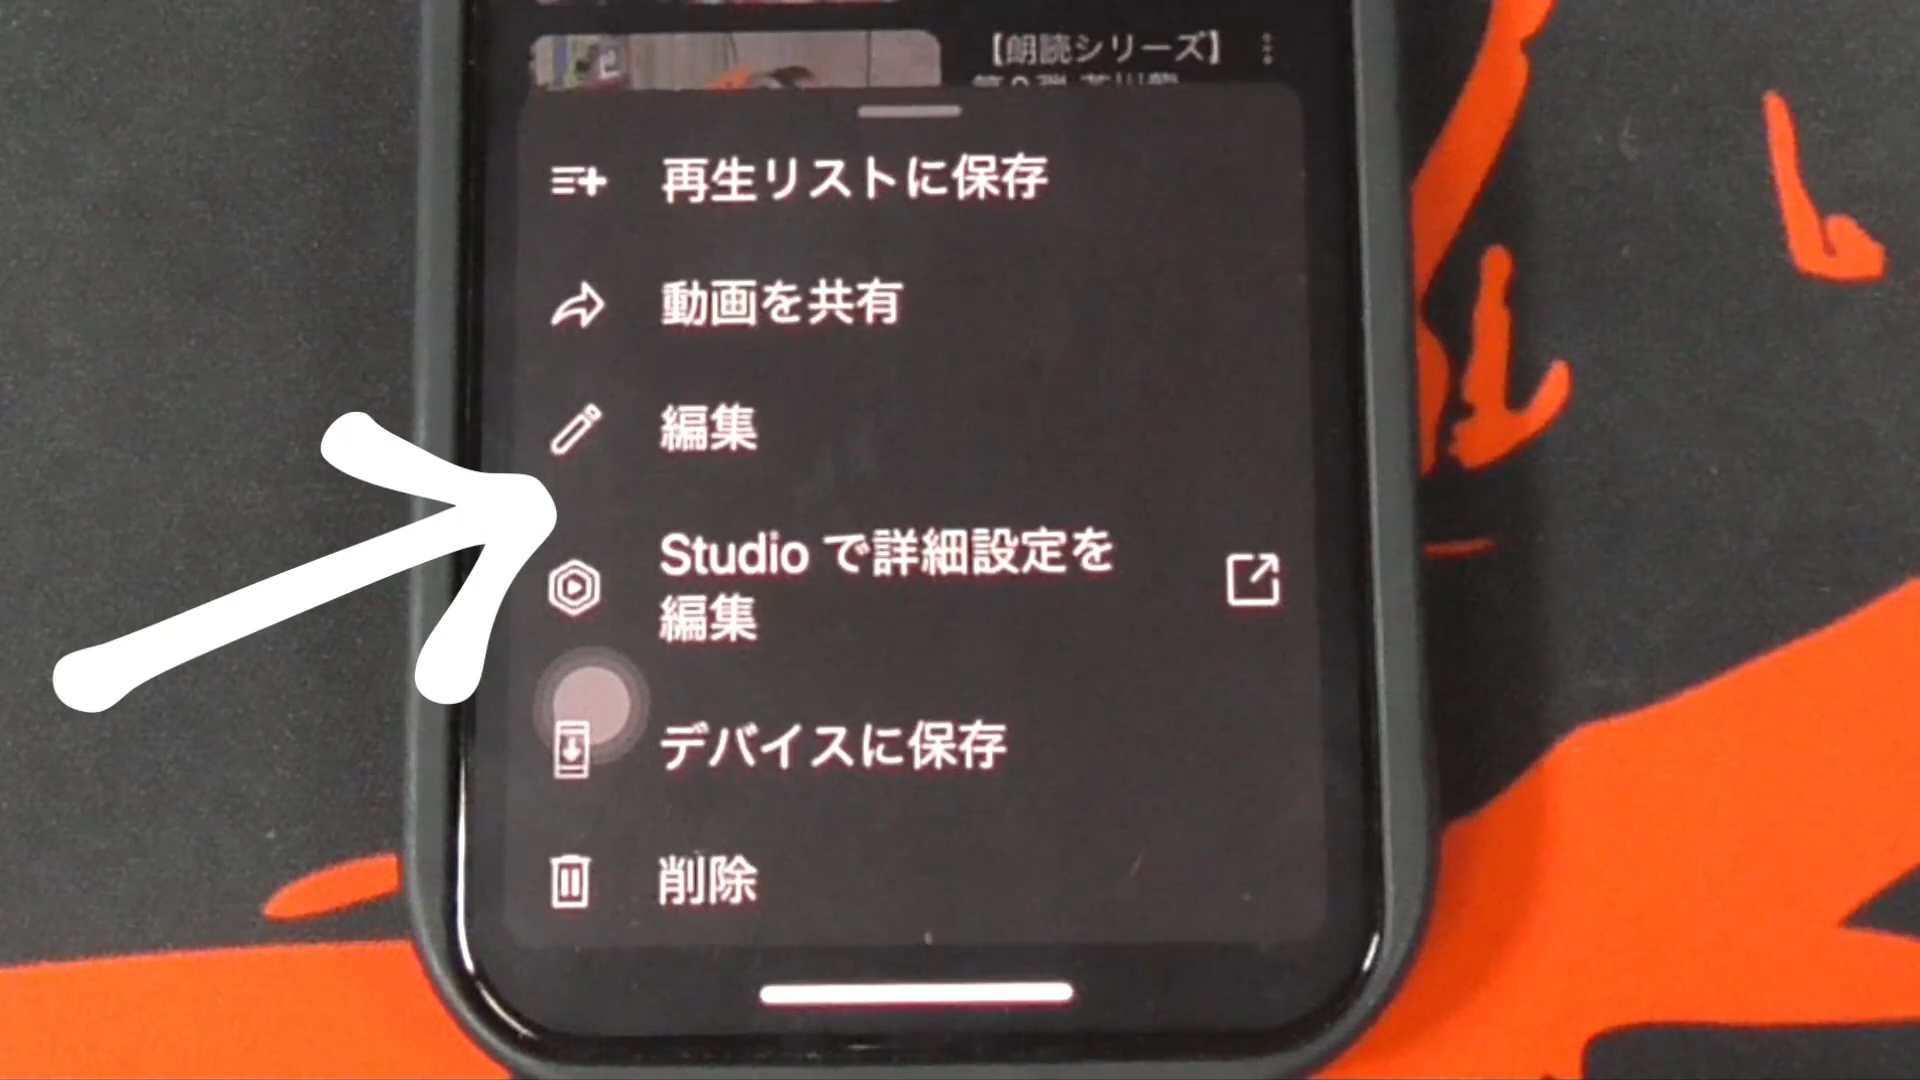 【朗読シリーズ】
再生リストに保存
動画を共有
編集
Studio で詳細設定を
編集
デバイスに保存
削除